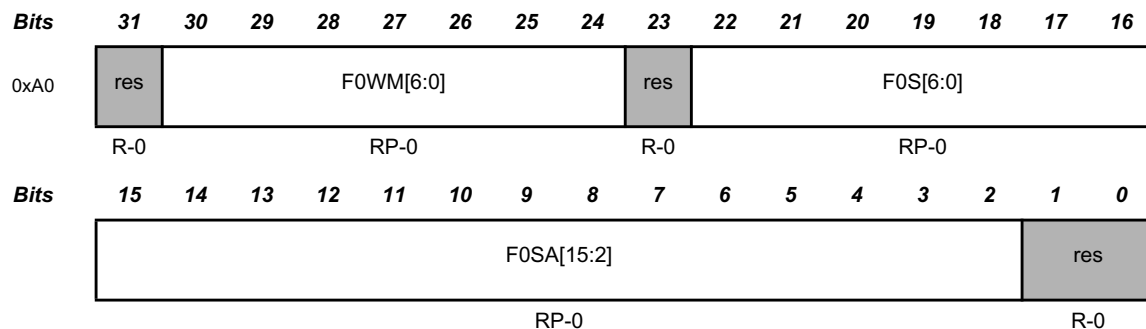 Bits 31 30 29 28 27 26 25 24 23 22 21 20 19 18 17 16
0xA0 res F0WM[6:0] res F0S[6:0]
R-0 RP-0 R-0 RP-0
Bits 15 14 13 12 11 10 9 8 7 6 5 4 3 2 1 0
F0SA[15:2] res
RP-0 R-0